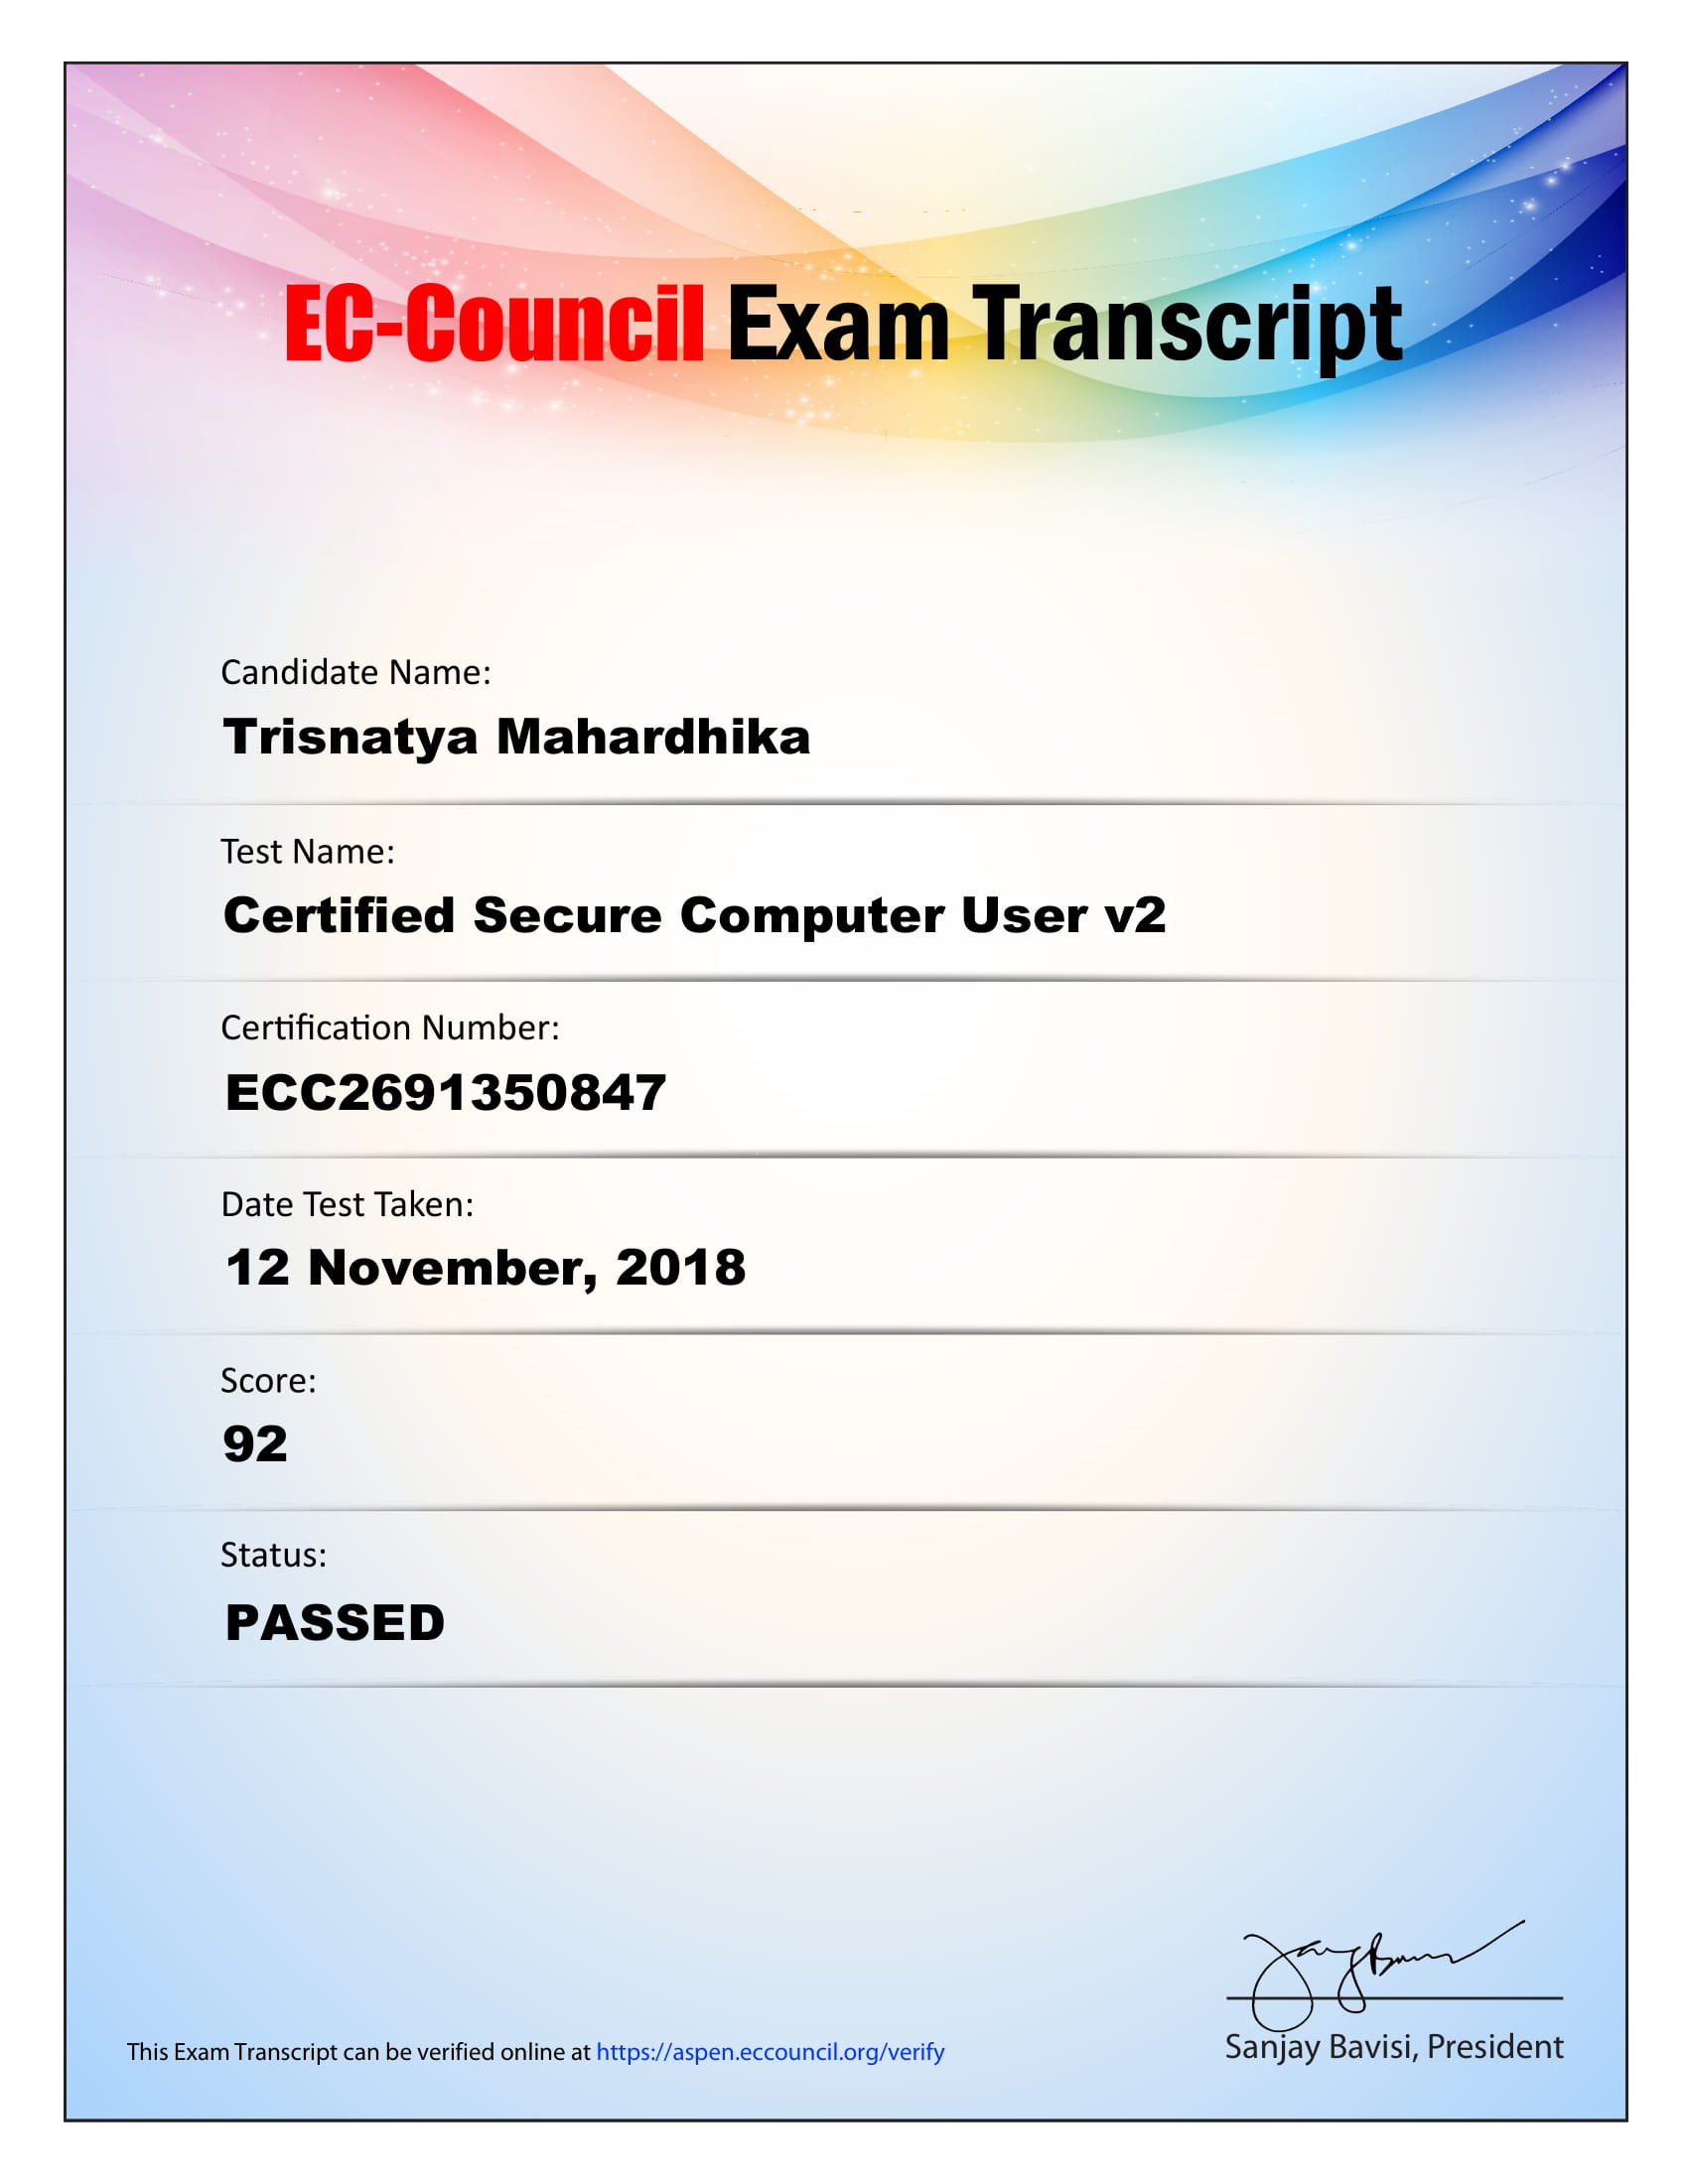 EC-Council Exam Transcript
Candidate Name:
Trisnatya Mahardhika
Test Name:
Certified Secure Computer User v2
Certification Number:
ECC2691350847
Date Test Taken:
12 November, 2018
Score:
92
Status:
PASSED
This Exam Transcript can be verified online at https://aspen.eccouncil.org/verify
Sanjay Bavisi, President